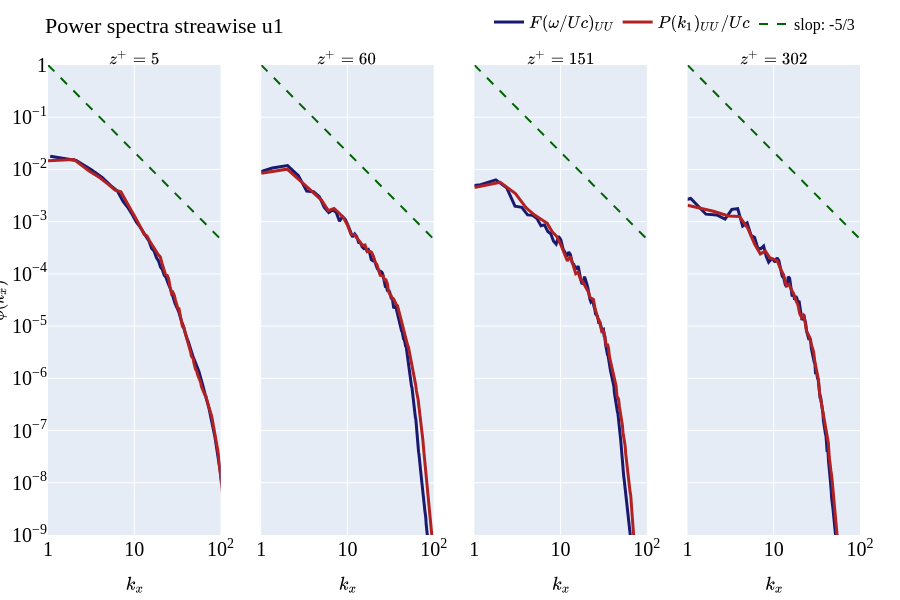 Power spectra streawise u1
F(ω/Uc)_{UU} P(k_1)_{UU}/Uc slop: -5/3
z^+ = 5 z^+ = 60 z^+ = 151 z^+ = 302
1
10^{-1}
10^{-2}
10^{-3}
10^{-4}
10^{-5}
10^{-6}
10^{-7}
10^{-8}
10^{-9}
1 10 10^2 1 10 10^2 1 10 10^2 1 10 10^2
k_x k_x k_x k_x